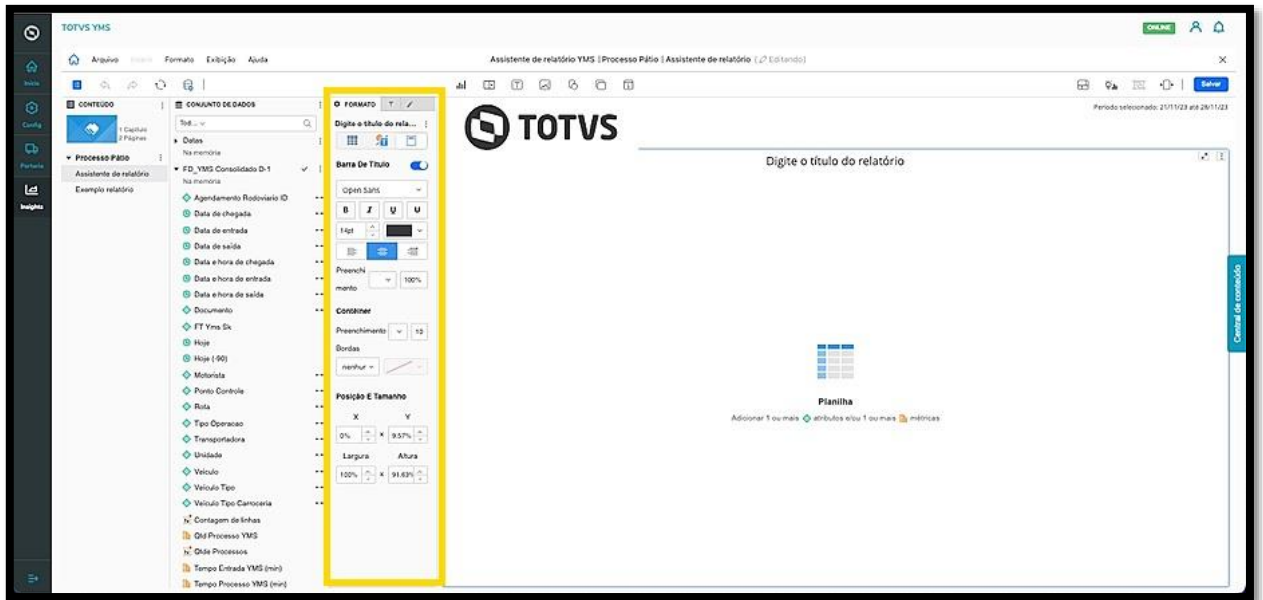 TOTVS YMS
ONLINE
Arquivo Inserir Formato Exibição Ajuda
Assistente de relatório YMS | Processo Pátio | Assistente de relatório (Editando)
Salvar
Início
Config
Portaria
Insights
CONTEÚDO
1 Capítulo
2 Páginas
Processo Pátio
Assistente de relatório
Exemplo relatório
CONJUNTO DE DADOS
Tod...
Datas
Na memória
FD_YMS Consolidado D-1
Na memória
Agendamento Rodoviario ID
Data de chegada
Data de entrada
Data de saída
Data e hora de chegada
Data e hora de entrada
Data e hora de saída
Documento
FT Yms Sk
Hoje
Hoje (-90)
Motorista
Ponto Controle
Rota
Tipo Operacao
Transportadora
Unidade
Veiculo
Veiculo Tipo
Veiculo Tipo Carroceria
Contagem de linhas
Qtd Processo YMS
Qtde Processos
Tempo Entrada YMS (min)
Tempo Processo YMS (min)
FORMATO
Digite o título do rela...
Barra De Título
Open Sans
B I U U
14pt
Preenchi
mento
100%
Contêiner
Preenchimento
10
Bordas
nenhur
Posição E Tamanho
X Y
0% × 9.57%
Largura Altura
100% × 91.63%
TOTVS
Período selecionado: 21/11/23 até 28/11/23
Digite o título do relatório
Planilha
Adicionar 1 ou mais atributos e/ou 1 ou mais métricas
Central de conteúdo